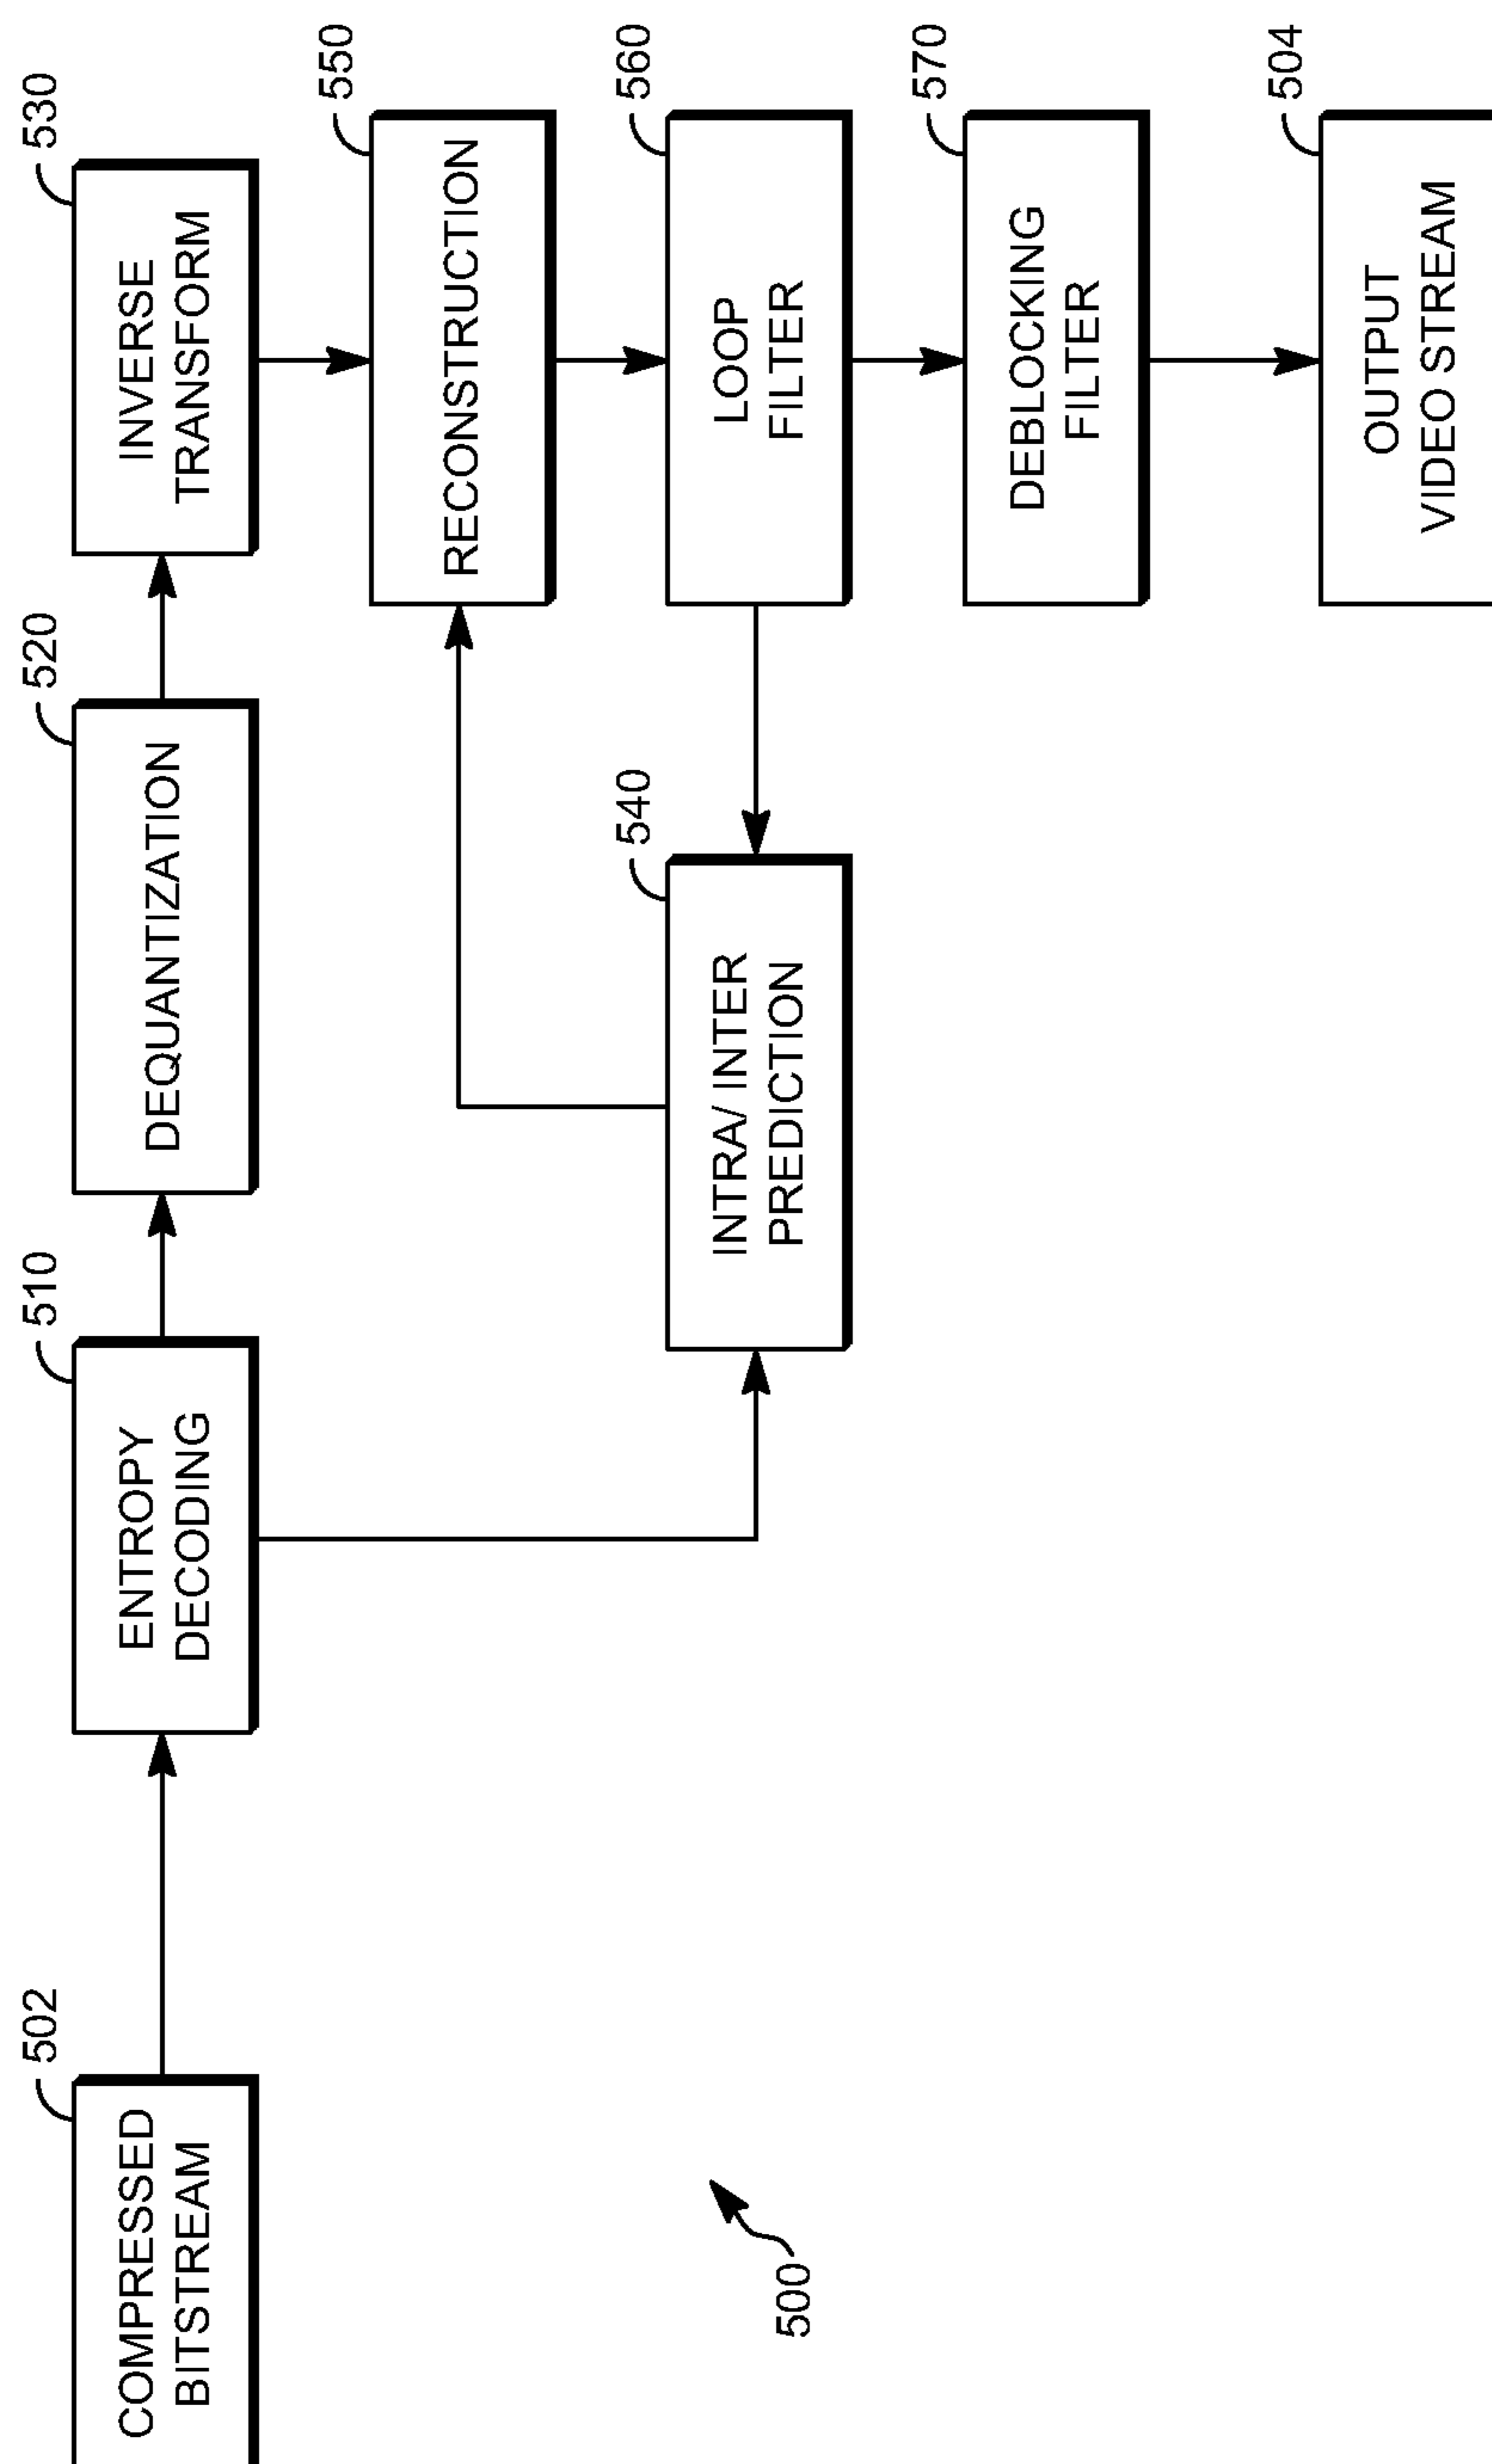 502
COMPRESSED
BITSTREAM
510
ENTROPY
DECODING
520
DEQUANTIZATION
530
INVERSE
TRANSFORM
550
RECONSTRUCTION
540
INTRA/ INTER
PREDICTION
560
LOOP
FILTER
570
DEBLOCKING
FILTER
504
OUTPUT
VIDEO STREAM
500